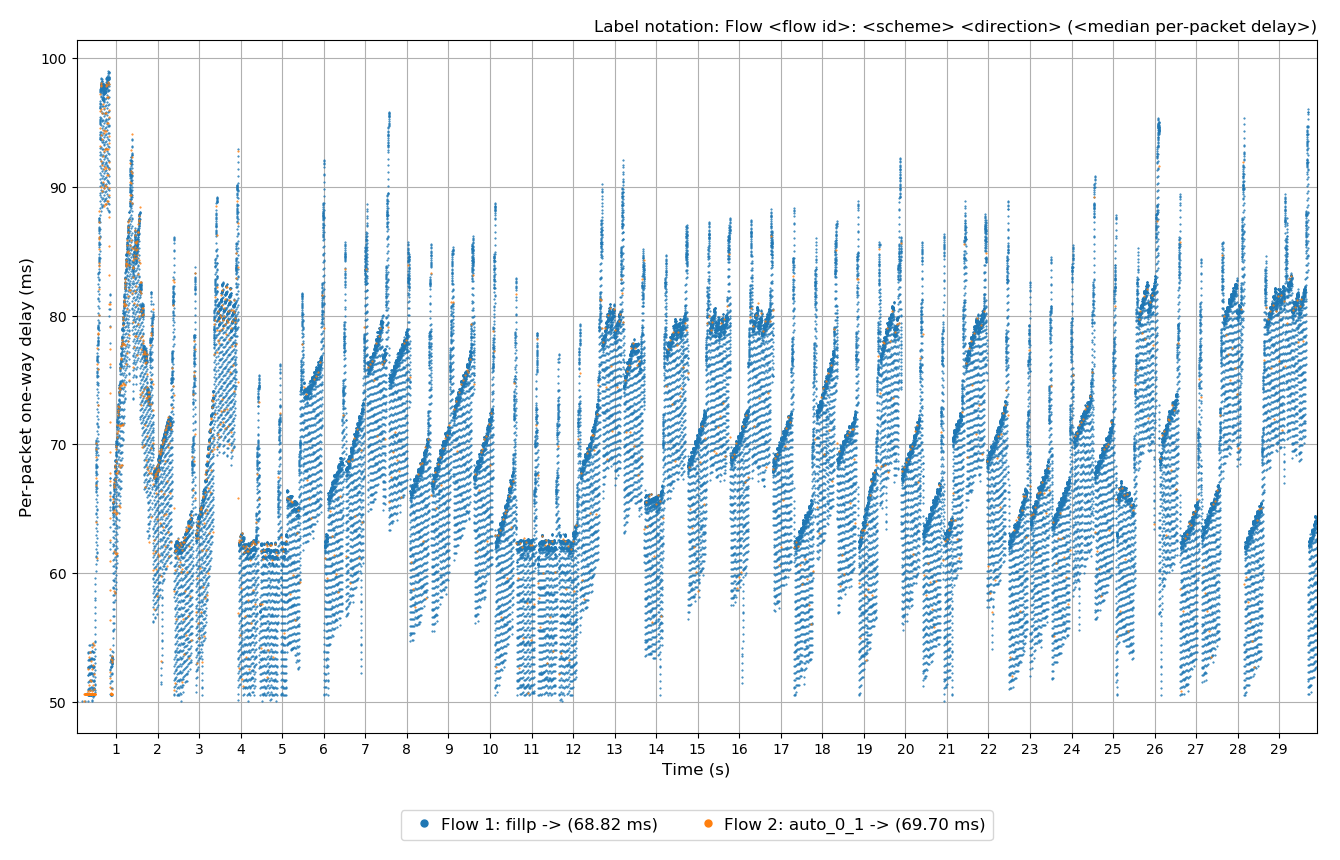 Label notation: Flow <flow id>: <scheme> <direction> (<median per-packet delay>)
Per-packet one-way delay (ms)
100
90
80
70
60
50
1 2 3 4 5 6 7 8 9 10 11 12 13 14 15 16 17 18 19 20 21 22 23 24 25 26 27 28 29
Time (s)
Flow 1: fillp -> (68.82 ms) Flow 2: auto_0_1 -> (69.70 ms)